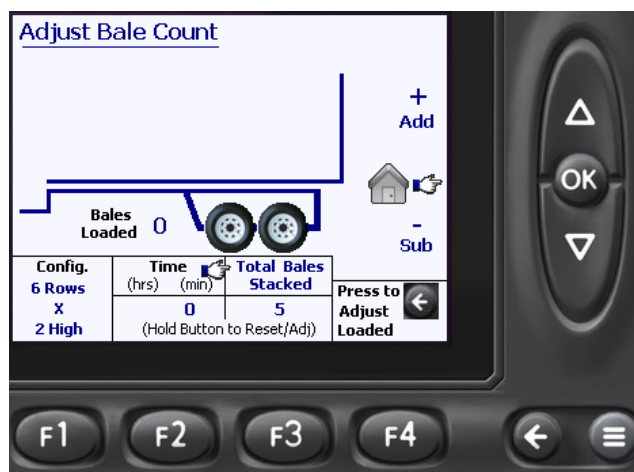 Adjust Bale Count
+
Add
OK
Bales
Loaded 0
-
Sub
Config.
6 Rows
X
2 High
Time
(hrs) (min)
0
Total Bales
Stacked
5
(Hold Button to Reset/Adj)
Press to
Adjust
Loaded
F1 F2 F3 F4